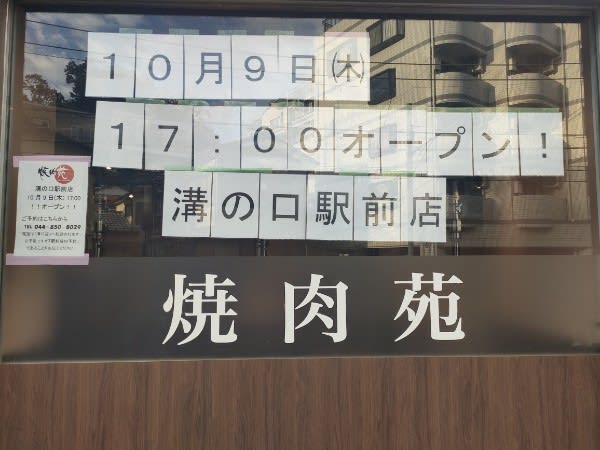 10月9日㈭
17:00オープン!
溝の口駅前店
焼肉苑
溝の口駅前店
10月9日(木)17:00
!!オープン!!
ご予約はこちらから
TEL 044-850-8029